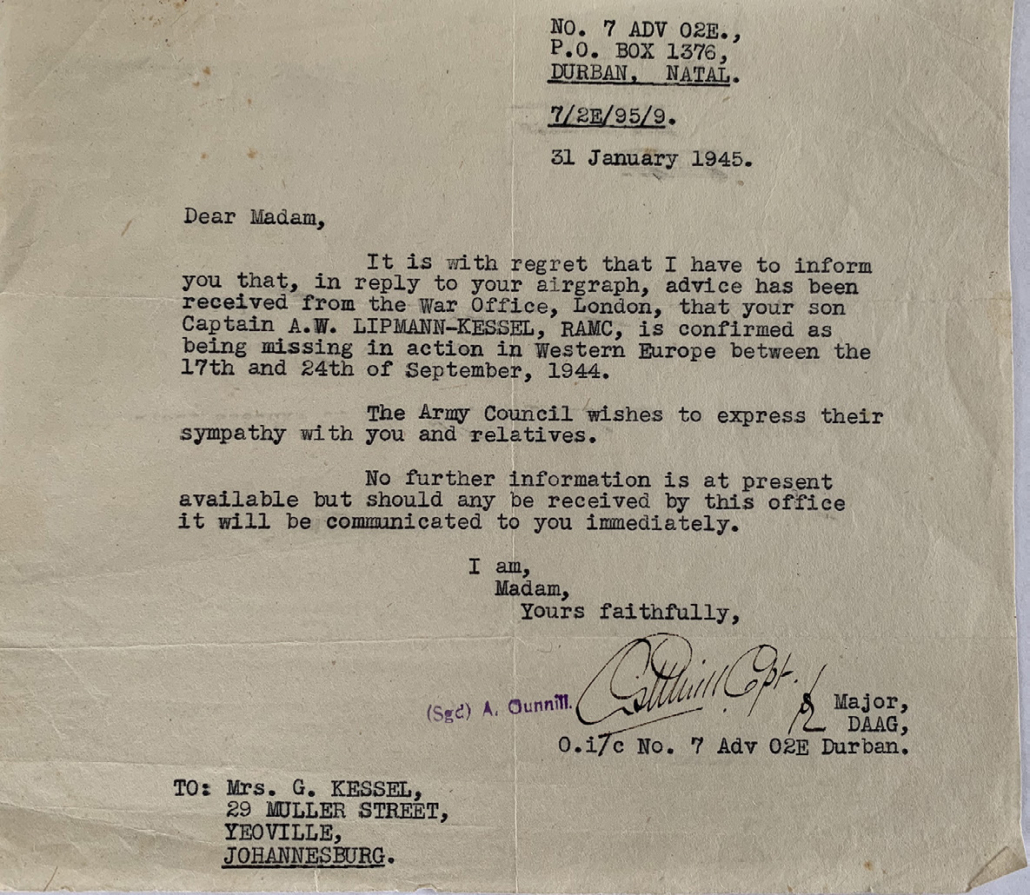 NO. 7 ADV O2E.,
P.O. BOX 1376,
DURBAN, NATAL.
7/2E/95/9.
31 January 1945.
Dear Madam,
It is with regret that I have to inform
you that, in reply to your airgraph, advice has been
received from the War Office, London, that your son
Captain A.W. LIPMANN-KESSEL, RAMC, is confirmed as
being missing in action in Western Europe between the
17th and 24th of September, 1944.
The Army Council wishes to express their
sympathy with you and relatives.
No further information is at present
available but should any be received by this office
it will be communicated to you immediately.
I am,
Madam,
Yours faithfully,
(Sgd) A. Gunnill. Capt.
Major,
DAAG,
O.i/c No. 7 Adv O2E Durban.
TO: Mrs. G. KESSEL,
29 MULLER STREET,
YEOVILLE,
JOHANNESBURG.